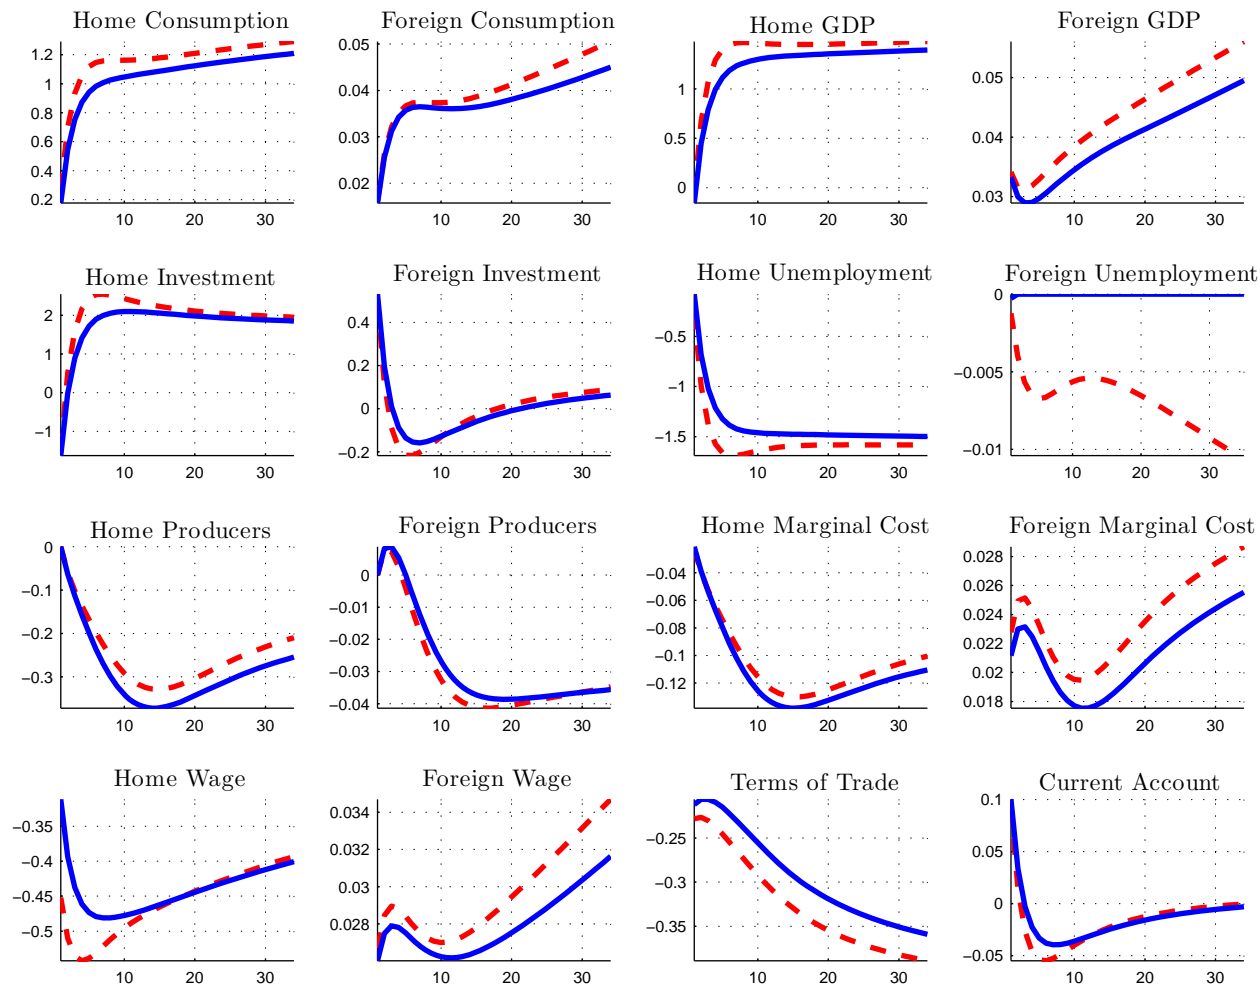 Home Consumption
1.2
1
0.8
0.6
0.4
0.2
10 20 30
Foreign Consumption
0.05
0.04
0.03
0.02
10 20 30
Home GDP
1
0.5
0
10 20 30
Foreign GDP
0.05
0.04
0.03
10 20 30
Home Investment
2
1
0
−1
10 20 30
Foreign Investment
0.4
0.2
0
−0.2
10 20 30
Home Unemployment
−0.5
−1
−1.5
10 20 30
Foreign Unemployment
0
−0.005
−0.01
10 20 30
Home Producers
0
−0.1
−0.2
−0.3
10 20 30
Foreign Producers
0
−0.01
−0.02
−0.03
−0.04
10 20 30
Home Marginal Cost
−0.04
−0.06
−0.08
−0.1
−0.12
10 20 30
Foreign Marginal Cost
0.028
0.026
0.024
0.022
0.02
0.018
10 20 30
Home Wage
−0.35
−0.4
−0.45
−0.5
10 20 30
Foreign Wage
0.034
0.032
0.03
0.028
10 20 30
Terms of Trade
−0.25
−0.3
−0.35
10 20 30
Current Account
0.1
0.05
0
−0.05
10 20 30